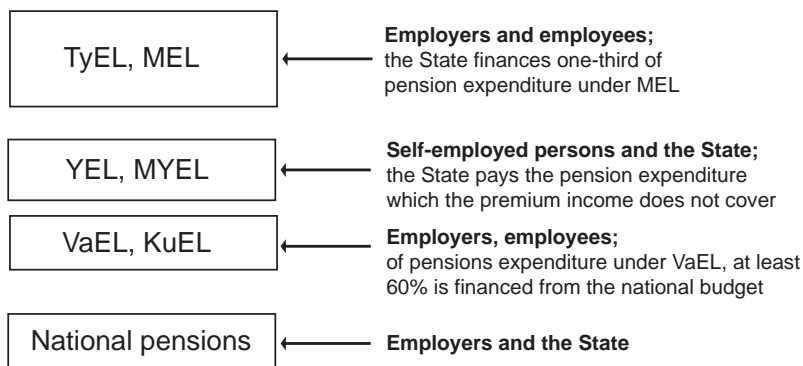 TyEL, MEL
Employers and employees;
the State finances one-third of
pension expenditure under MEL
YEL, MYEL
Self-employed persons and the State;
the State pays the pension expenditure
which the premium income does not cover
VaEL, KuEL
Employers, employees;
of pensions expenditure under VaEL, at least
60% is financed from the national budget
National pensions
Employers and the State